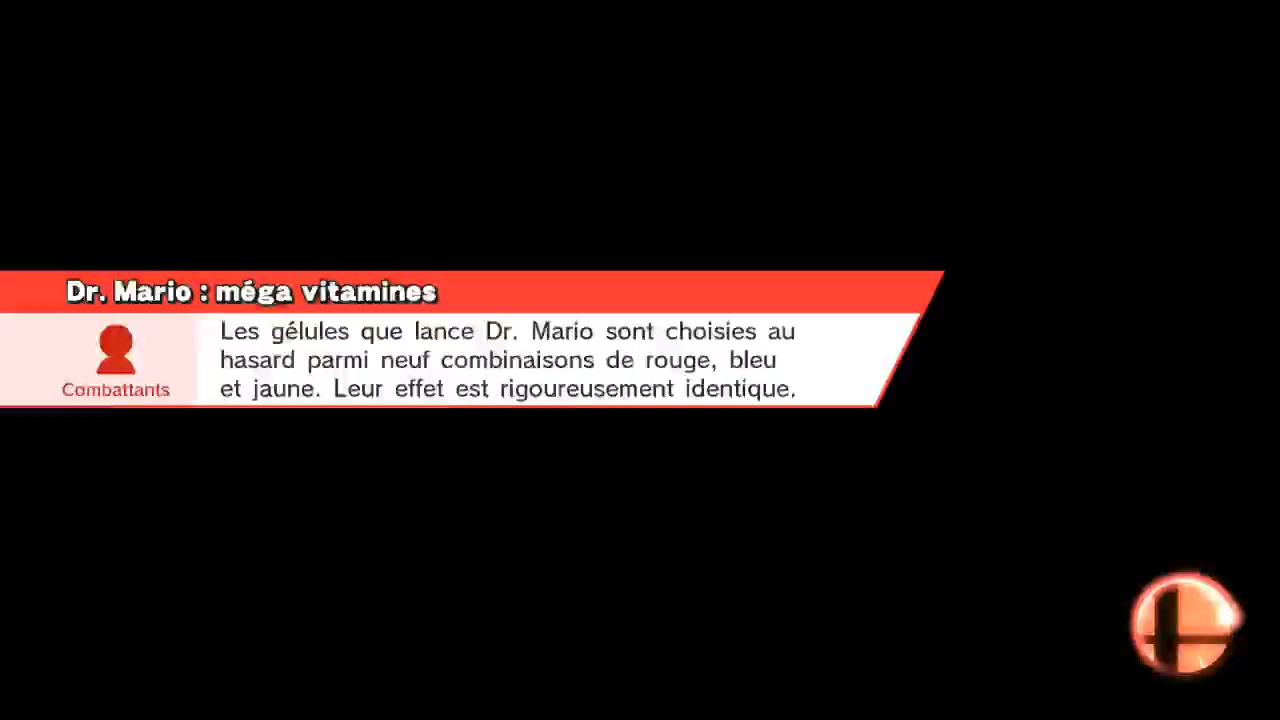 Dr. Mario : méga vitamines
Combattants
Les gélules que lance Dr. Mario sont choisies au
hasard parmi neuf combinaisons de rouge, bleu
et jaune. Leur effet est rigoureusement identique.